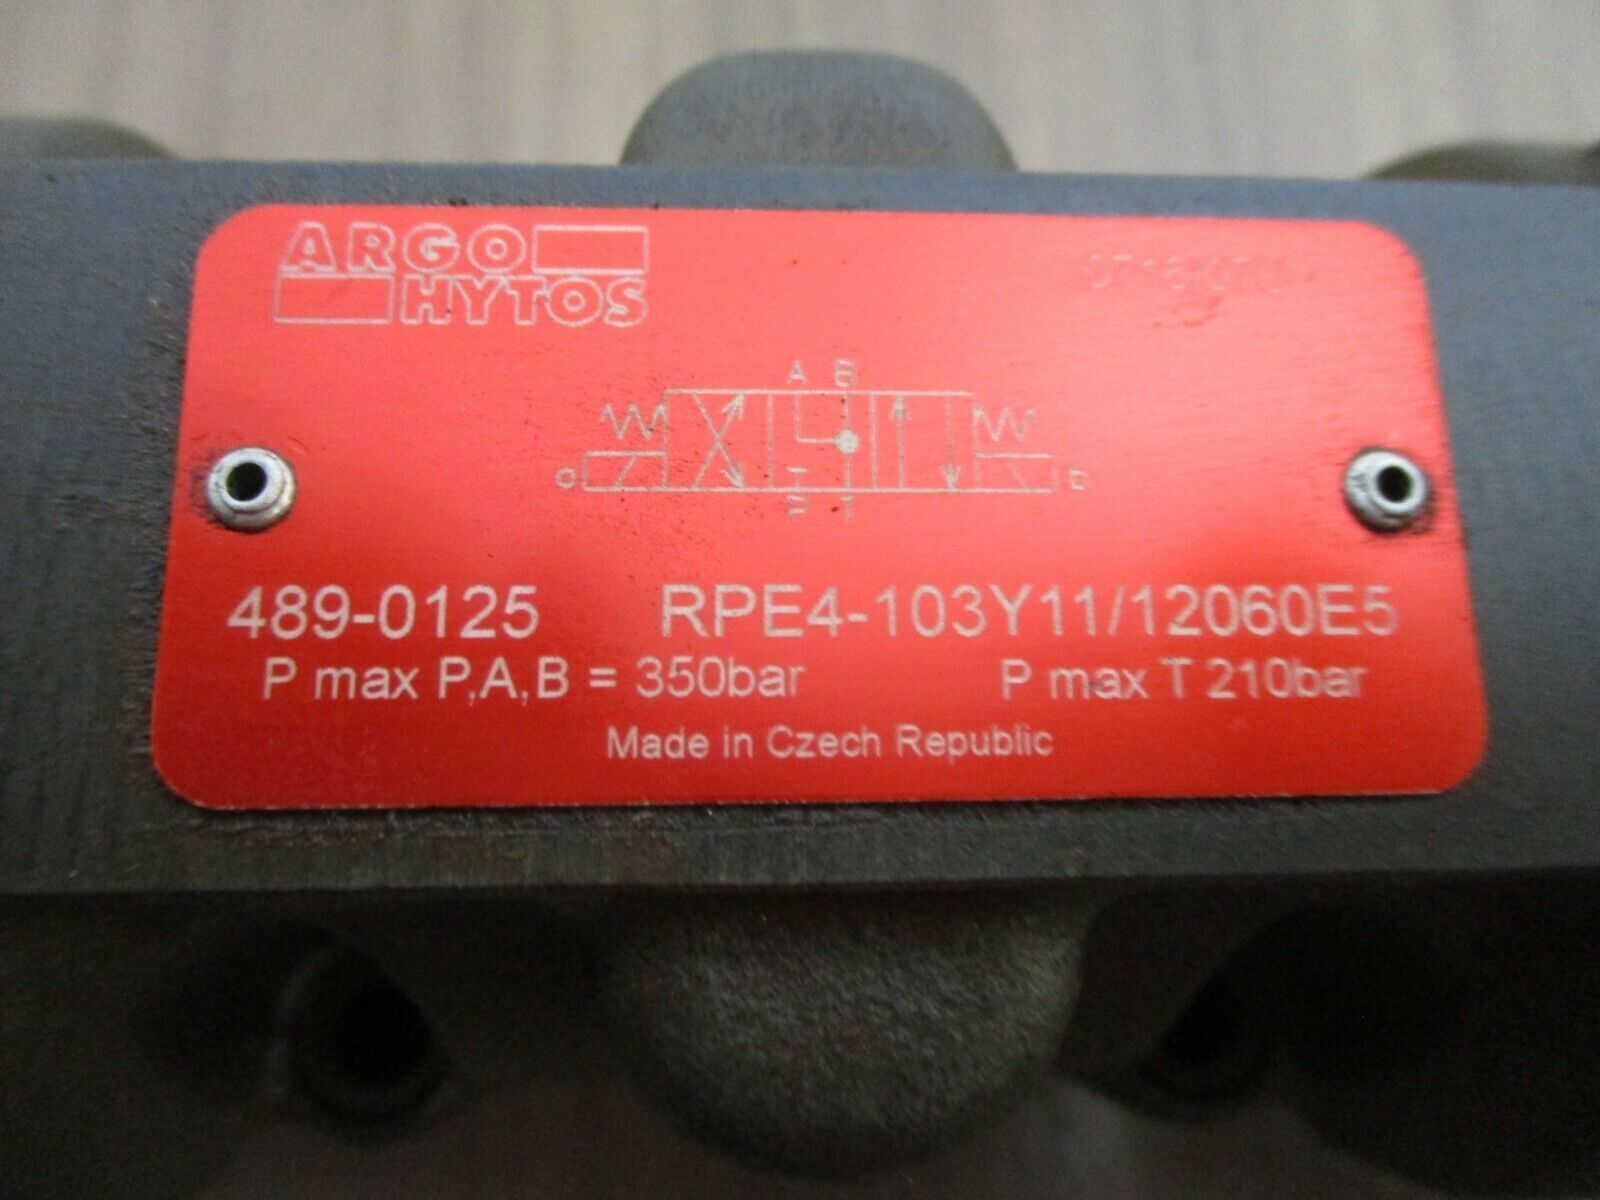 ARGO
HYTOS
A B
a b
P T
489-0125 RPE4-103Y11/12060E5
P max P,A,B = 350bar P max T 210bar
Made in Czech Republic